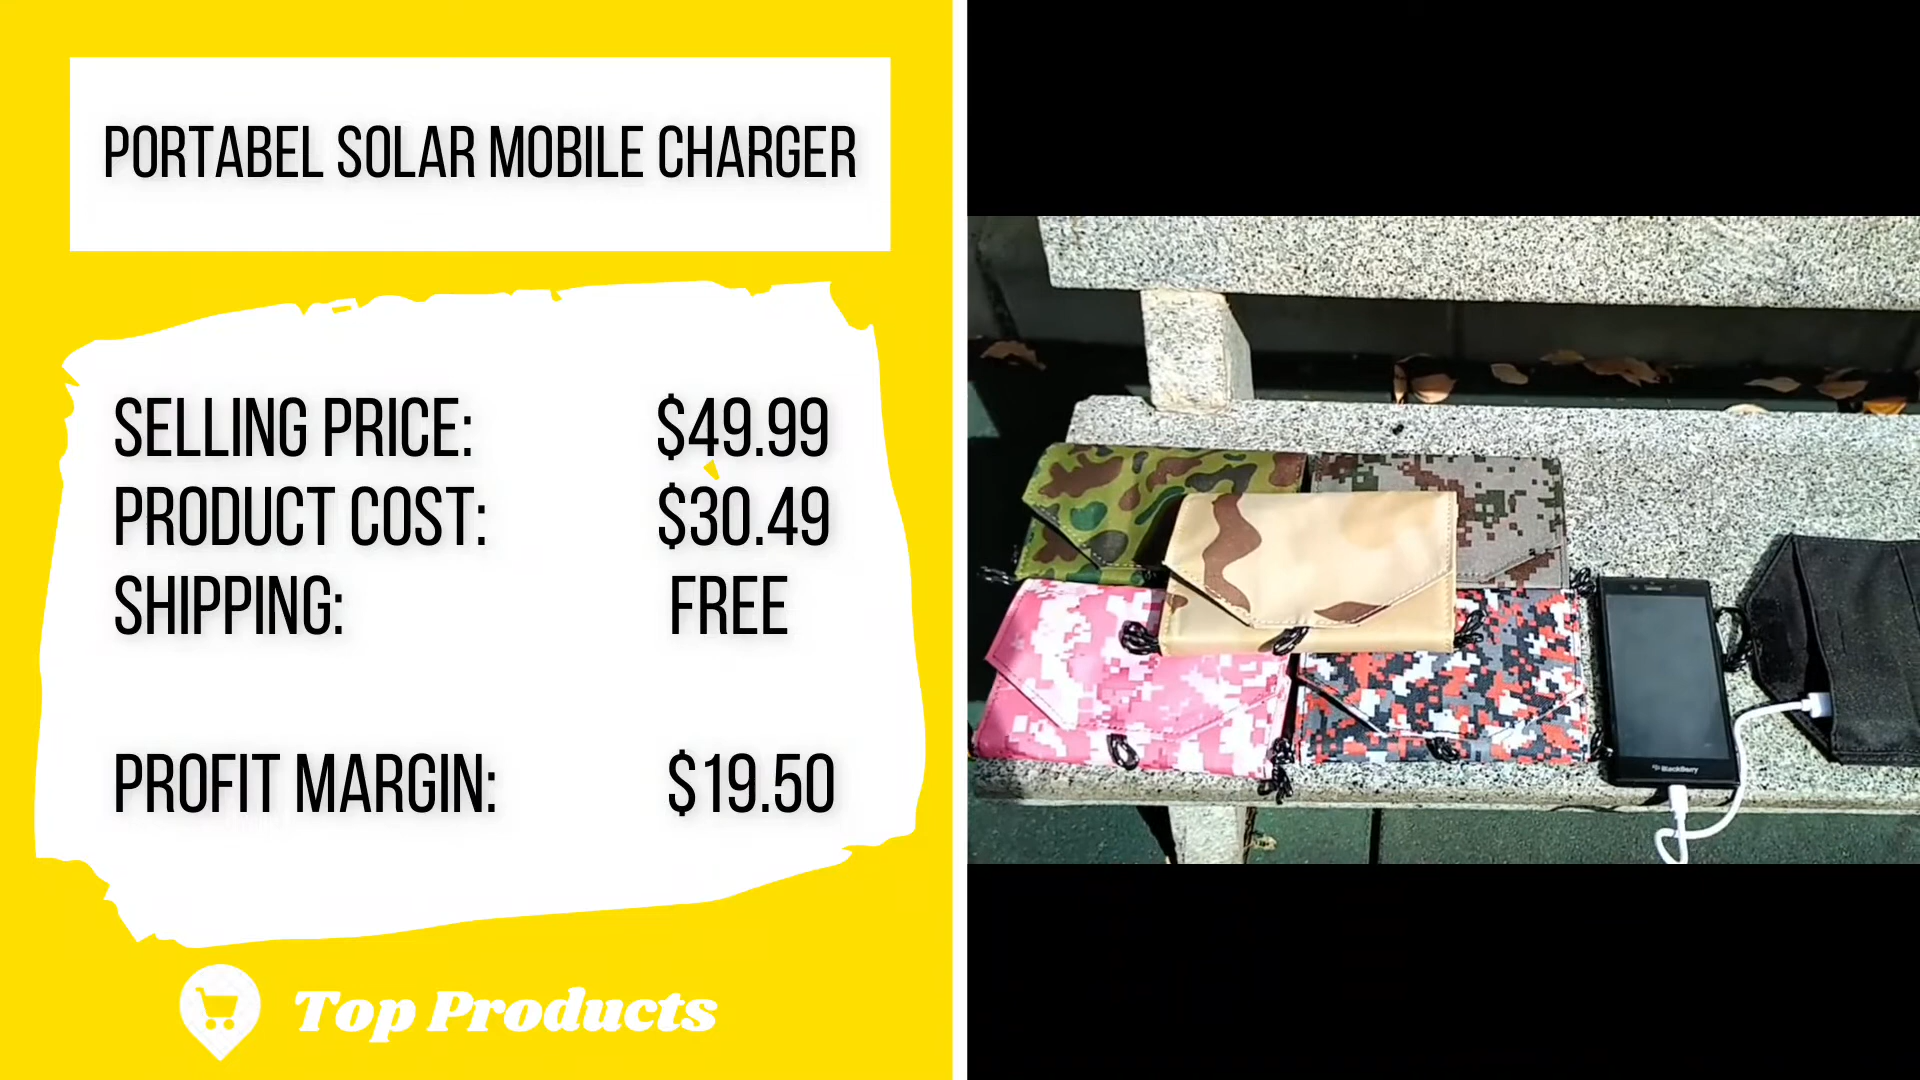 PORTABEL SOLAR MOBILE CHARGER
SELLING PRICE: $49.99
PRODUCT COST: $30.49
SHIPPING: FREE
PROFIT MARGIN: $19.50
Top Products
BlackBerry